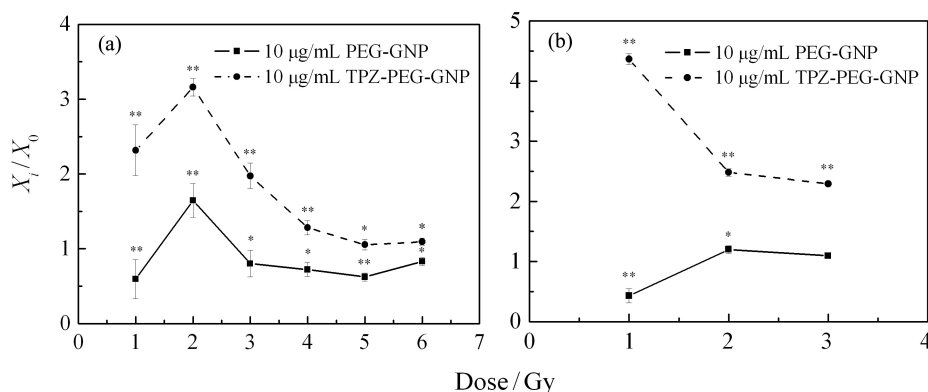 (a)
10 μg/mL PEG-GNP
10 μg/mL TPZ-PEG-GNP
4
3
2
1
0
** ** ** ** * *
** ** * * ** *
0 1 2 3 4 5 6 7
X_i/X_0
(b)
10 μg/mL PEG-GNP
10 μg/mL TPZ-PEG-GNP
5
4
3
2
1
0
** ** **
** *
0 1 2 3 4
Dose/Gy